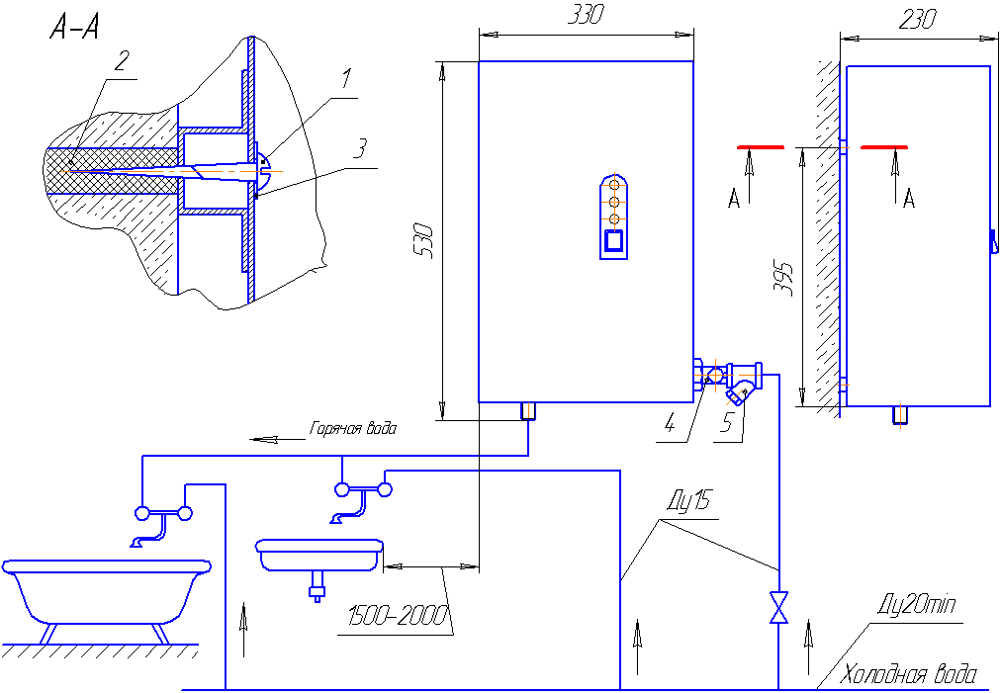 А-А
330
230
2
1
3
530
А
А
395
4
5
Горячая вода
Ду15
1500-2000
Ду20min
Холодная вода